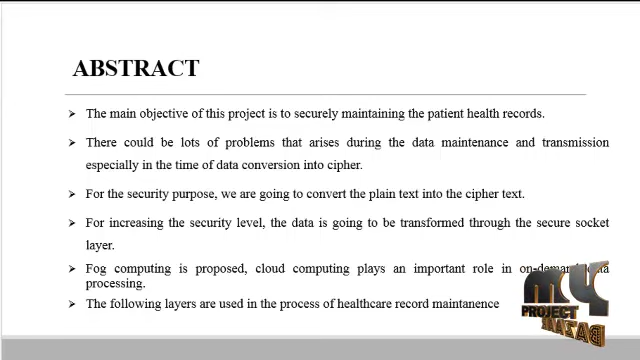 ABSTRACT
➤ The main objective of this project is to securely maintaining the patient health records.
➤ There could be lots of problems that arises during the data maintenance and transmission
especially in the time of data conversion into cipher.
➤ For the security purpose, we are going to convert the plain text into the cipher text.
➤ For increasing the security level, the data is going to be transformed through the secure socket
layer.
➤ Fog computing is proposed, cloud computing plays an important role in on-demand data
processing.
➤ The following layers are used in the process of healthcare record maintanence
MY
PROJECT
BAZAAR